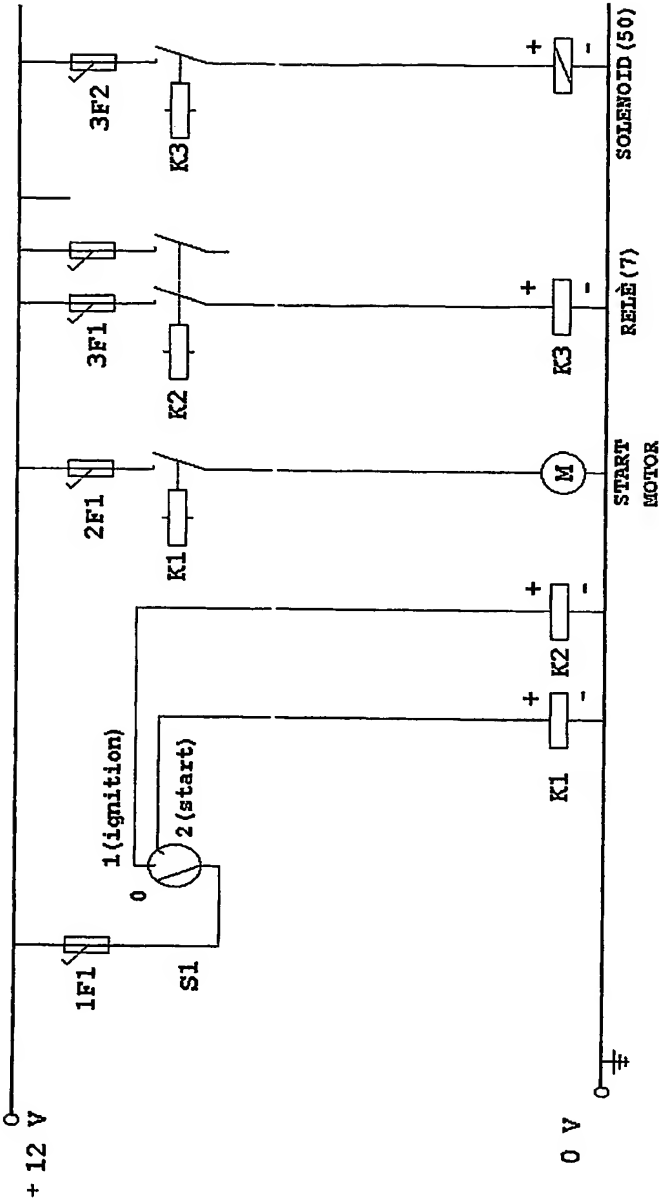 +12 V
0 V
1F1
S1
0
1(ignition)
2(start)
K1
+
-
K2
+
-
2F1
K1
M
START
MOTOR
3F1
K2
K3
+
-
RELÈ(7)
3F2
K3
+
-
SOLENOID(50)